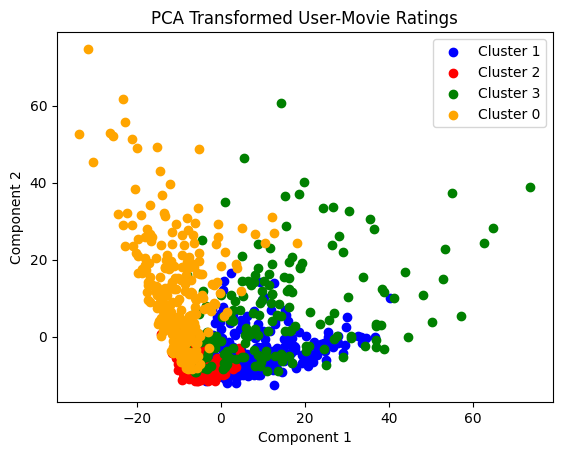 PCA Transformed User-Movie Ratings
Cluster 1
Cluster 2
Cluster 3
Cluster 0
Component 2
60
40
20
0
−20
0
20
40
60
Component 1